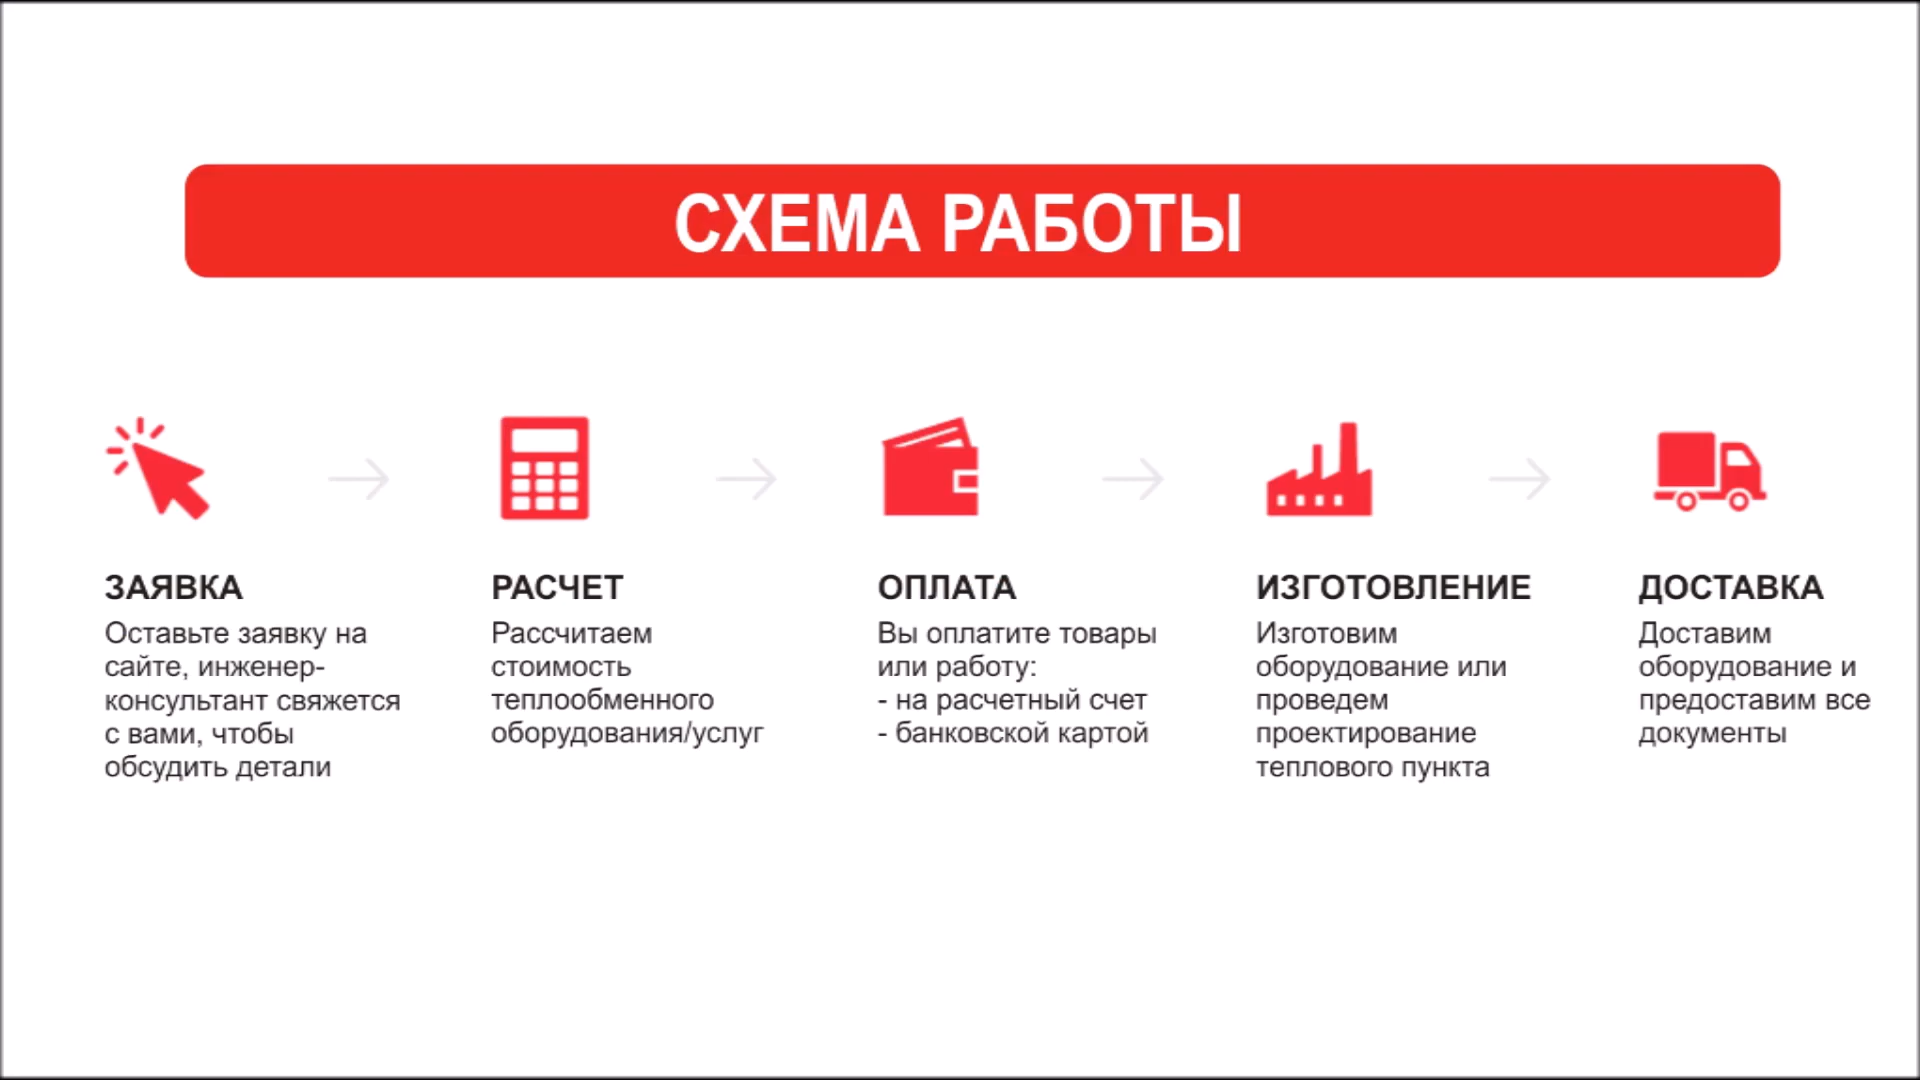 СХЕМА РАБОТЫ
ЗАЯВКА
Оставьте заявку на
сайте, инженер-
консультант свяжется
с вами, чтобы
обсудить детали
РАСЧЕТ
Рассчитаем
стоимость
теплообменного
оборудования/услуг
ОПЛАТА
Вы оплатите товары
или работу:
- на расчетный счет
- банковской картой
ИЗГОТОВЛЕНИЕ
Изготовим
оборудование или
проведем
проектирование
теплового пункта
ДОСТАВКА
Доставим
оборудование и
предоставим все
документы